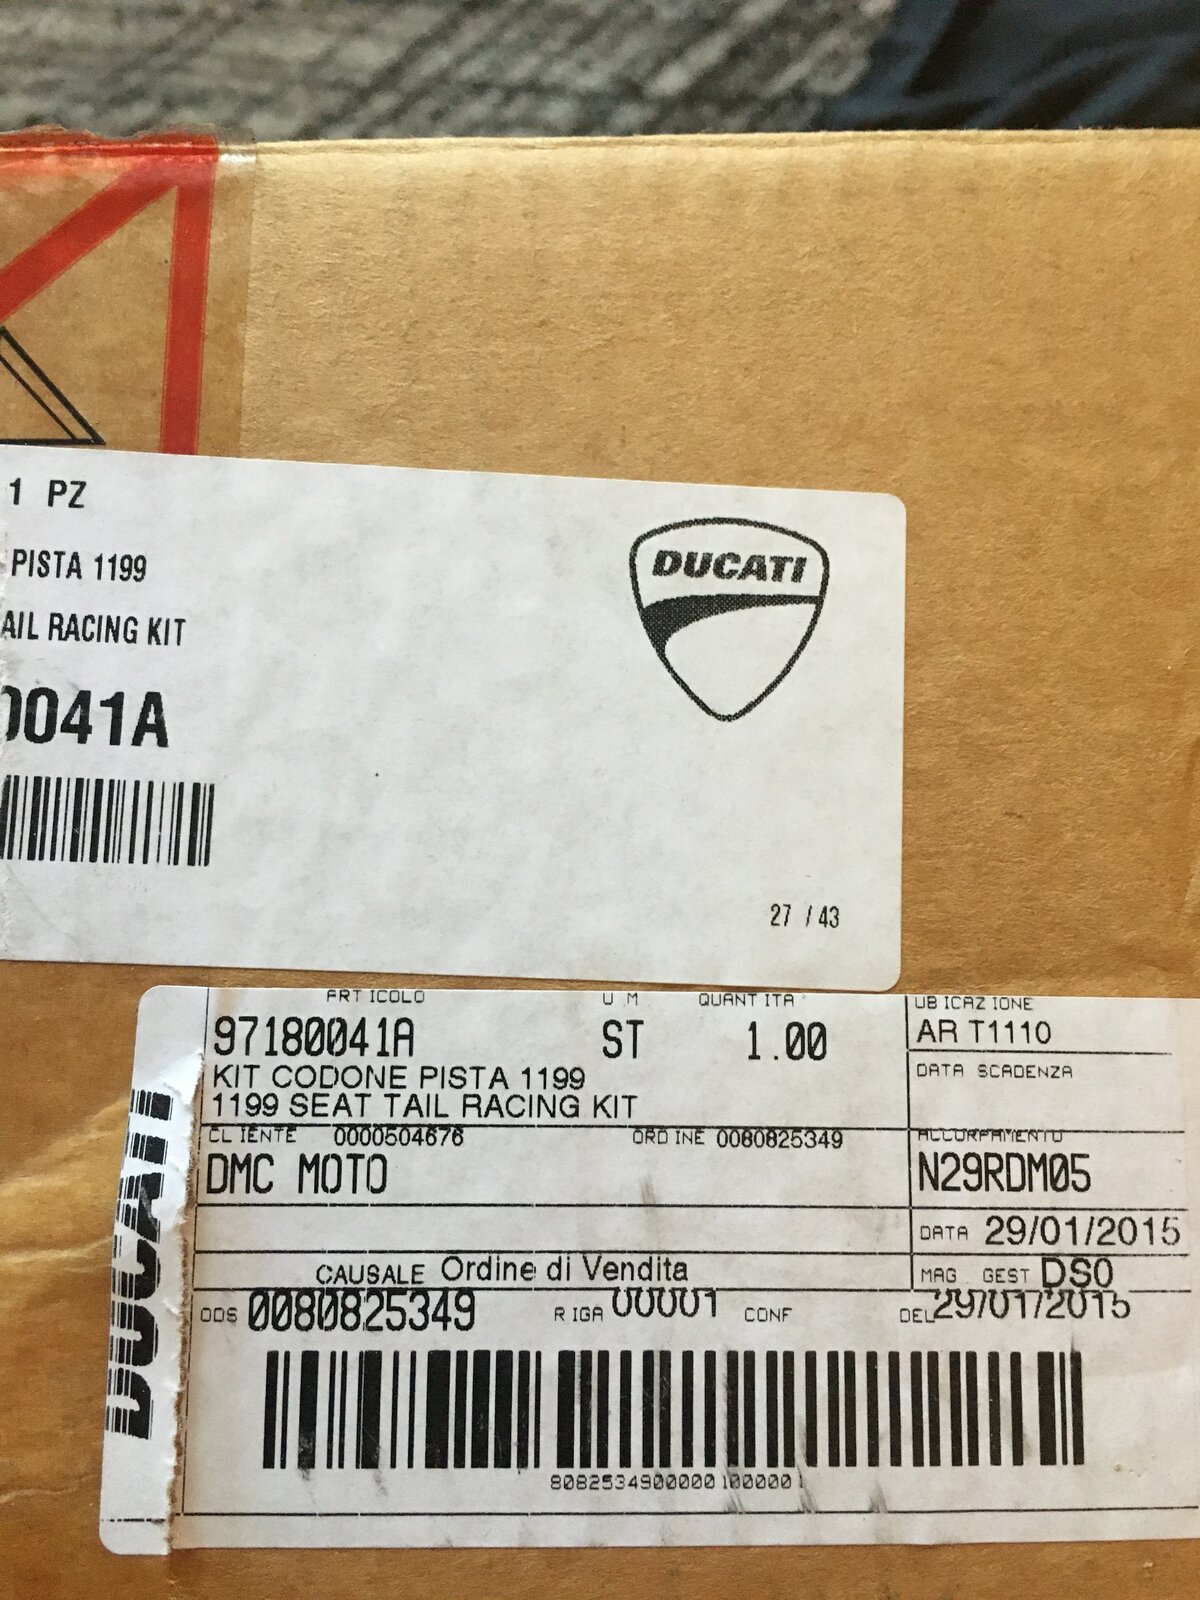 1 PZ
PISTA 1199
AIL RACING KIT
0041A
DUCATI
27 / 43
ARTICOLO U M QUANTITA' UBICAZIONE
97180041A ST 1.00 AR T1110
KIT CODONE PISTA 1199 DATA SCADENZA
1199 SEAT TAIL RACING KIT
CLIENTE 0000504676 ORDINE 0080825349 ACCORPAMENTO
DMC MOTO N29RDM05
DATA 29/01/2015
CAUSALE Ordine di Vendita MAG. GEST DS0
ODS 0080825349 RIGA 00001 CONF DEL 29/01/2015
80825349000001000001
DUCATI